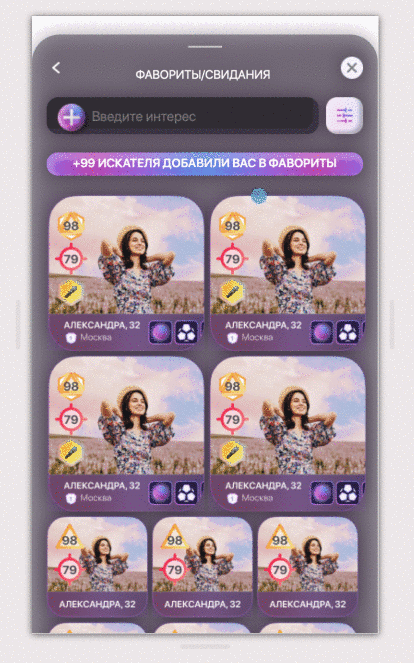 ФАВОРИТЫ/СВИДАНИЯ
Введите интерес
+99 ИСКАТЕЛЯ ДОБАВИЛИ ВАС В ФАВОРИТЫ
98
79
АЛЕКСАНДРА, 32
Москва
98
79
АЛЕКСАНДРА, 32
Москва
98
79
АЛЕКСАНДРА, 32
Москва
98
79
АЛЕКСАНДРА, 32
Москва
98
79
АЛЕКСАНДРА, 32
98
79
АЛЕКСАНДРА, 32
98
79
АЛЕКСАНДРА, 32